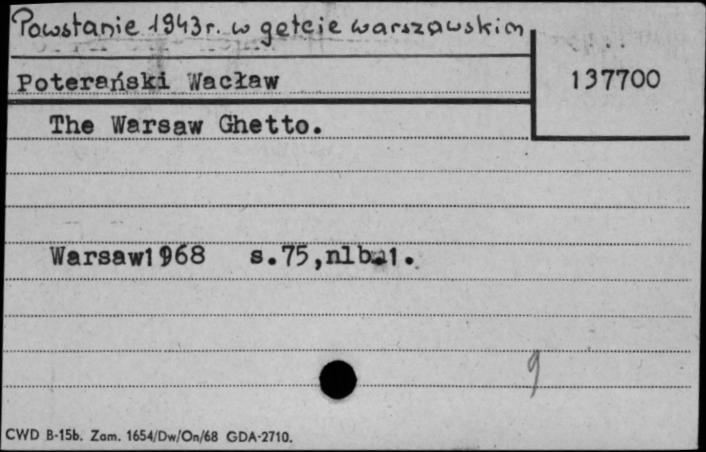 Powstanie 1943r. w getcie warszawskim
Poterański Wacław
137700
The Warsaw Ghetto.
Warsaw1968 s.75,nlb.1.
9
CWD B-15b. Zam. 1654/Dw/On/68 GDA-2710.